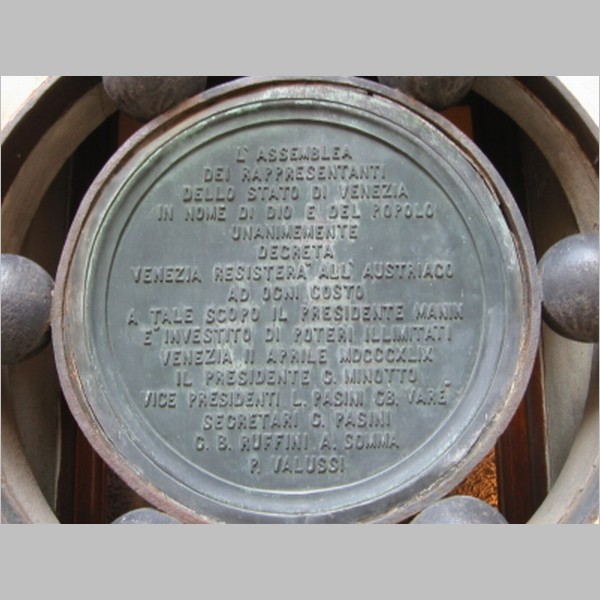 L'ASSEMBLEA
DEI RAPPRESENTANTI
DELLO STATO DI VENEZIA
IN NOME DI DIO E DEL POPOLO
UNANIMEMENTE
DECRETA
VENEZIA RESISTERA' ALL'AUSTRIACO
AD OGNI COSTO
A TALE SCOPO IL PRESIDENTE MANIN
E' INVESTITO DI POTERI ILLIMITATI
VENEZIA II APRILE MDCCCXLIX
IL PRESIDENTE G. MINOTTO
VICE PRESIDENTI L. PASINI GB. VARE'
SEGRETARI G. PASINI
G. B. RUFFINI A. SOMMA
P. VALUSSI